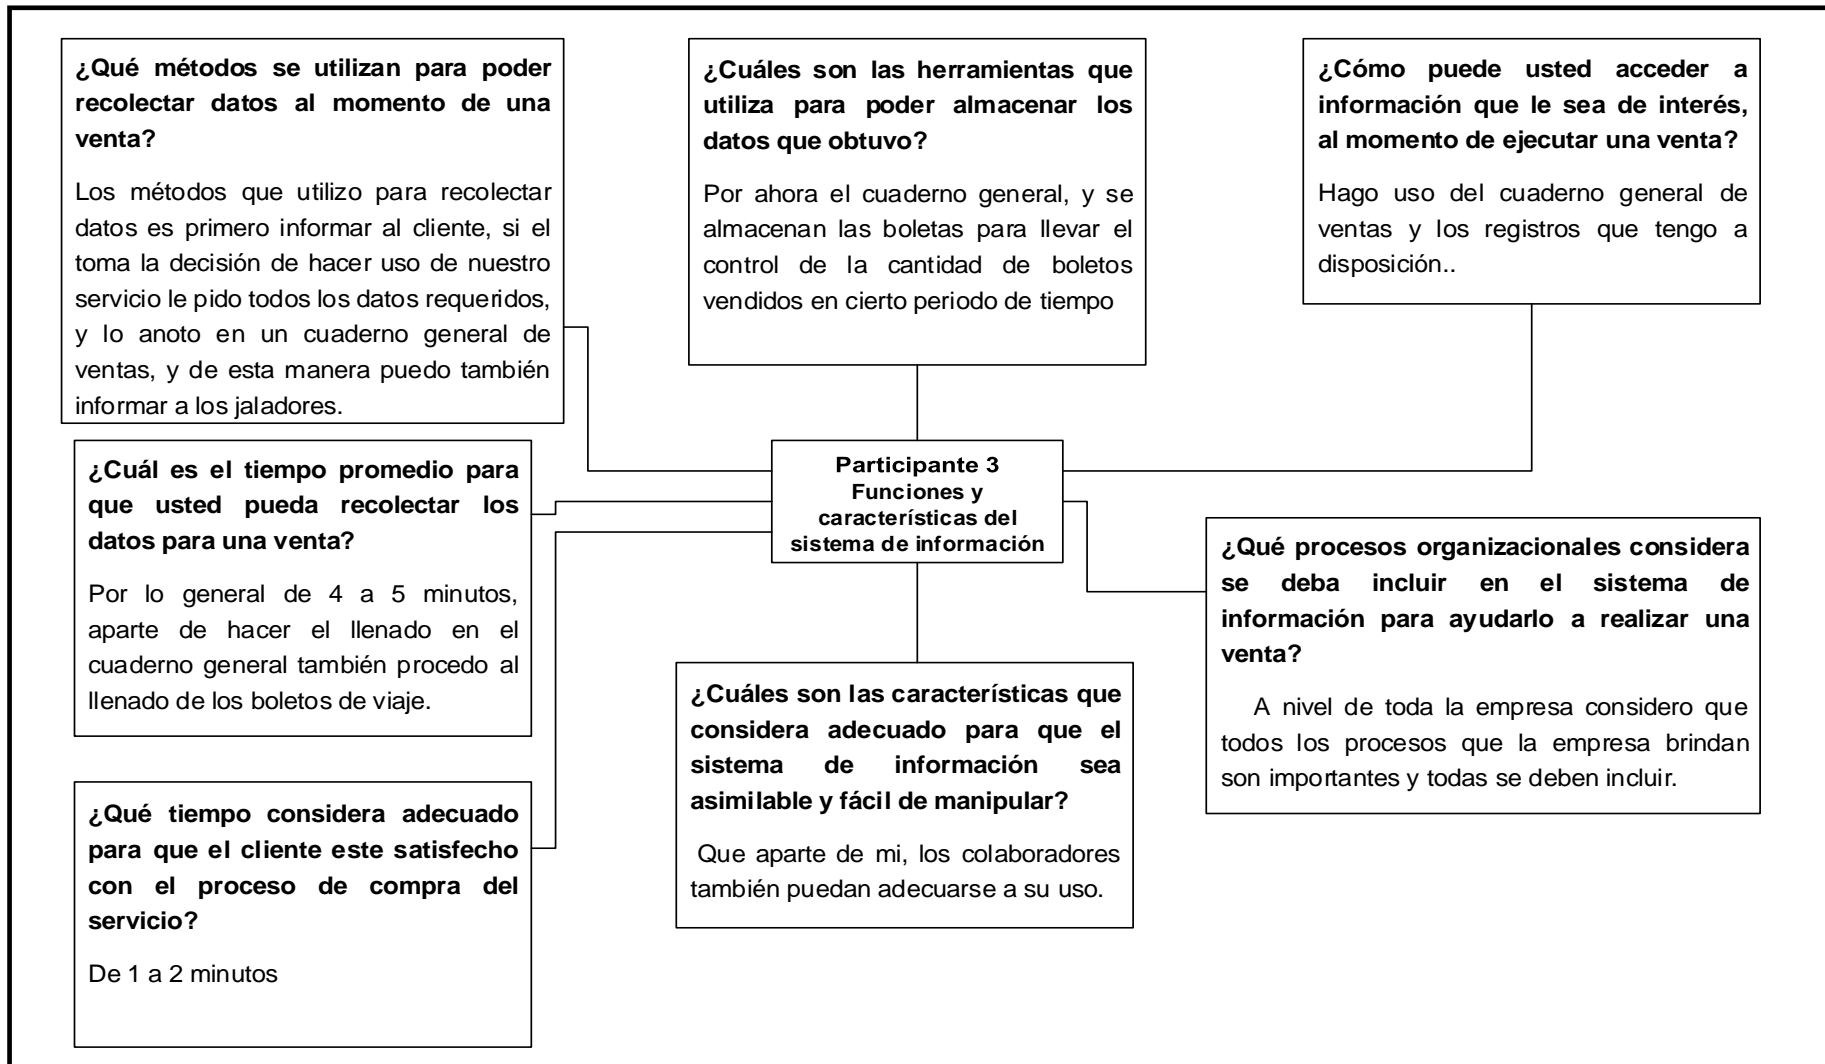 ¿Qué métodos se utilizan para poder
recolectar datos al momento de una
venta?
Los métodos que utilizo para recolectar
datos es primero informar al cliente, si el
toma la decisión de hacer uso de nuestro
servicio le pido todos los datos requeridos,
y lo anoto en un cuaderno general de
ventas, y de esta manera puedo también
informar a los jaladores.
¿Cuáles son las herramientas que
utiliza para poder almacenar los
datos que obtuvo?
Por ahora el cuaderno general, y se
almacenan las boletas para llevar el
control de la cantidad de boletos
vendidos en cierto periodo de tiempo
¿Cómo puede usted acceder a
información que le sea de interés,
al momento de ejecutar una venta?
Hago uso del cuaderno general de
ventas y los registros que tengo a
disposición..
¿Cuál es el tiempo promedio para
que usted pueda recolectar los
datos para una venta?
Por lo general de 4 a 5 minutos,
aparte de hacer el llenado en el
cuaderno general también procedo al
llenado de los boletos de viaje.
Participante 3
Funciones y
características del
sistema de información
¿Qué procesos organizacionales considera
se deba incluir en el sistema de
información para ayudarlo a realizar una
venta?
A nivel de toda la empresa considero que
todos los procesos que la empresa brindan
son importantes y todas se deben incluir.
¿Cuáles son las características que
considera adecuado para que el
sistema de información sea
asimilable y fácil de manipular?
Que aparte de mi, los colaboradores
también puedan adecuarse a su uso.
¿Qué tiempo considera adecuado
para que el cliente este satisfecho
con el proceso de compra del
servicio?
De 1 a 2 minutos